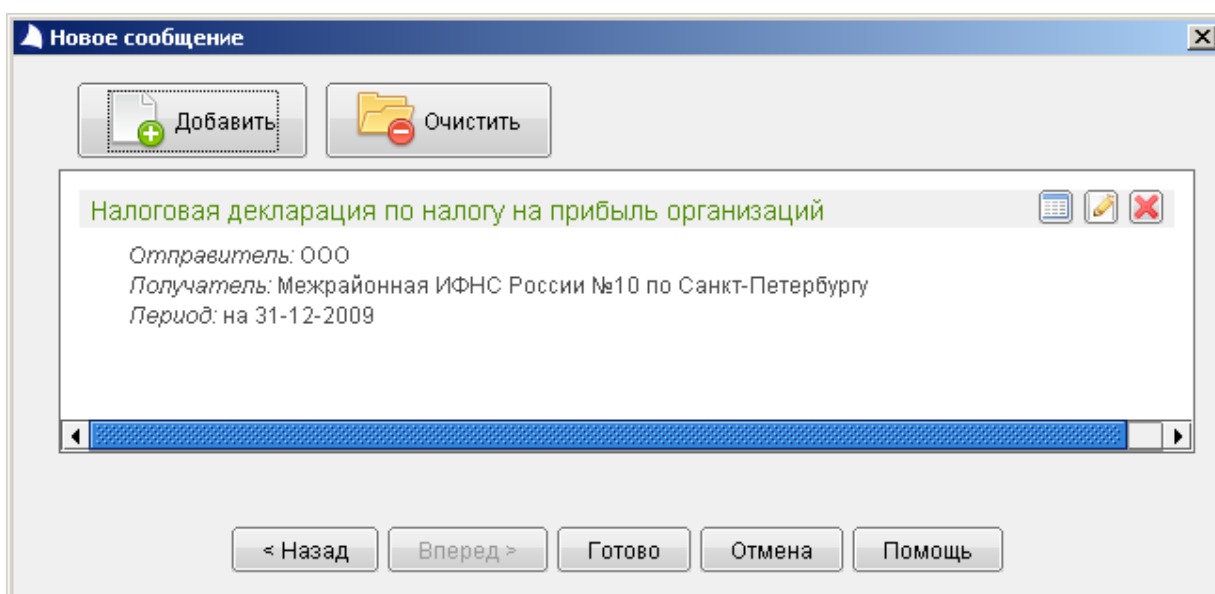 Новое сообщение
Добавить Очистить
Налоговая декларация по налогу на прибыль организаций
Отправитель: ООО
Получатель: Межрайонная ИФНС России №10 по Санкт-Петербургу
Период: на 31-12-2009
< Назад Вперед > Готово Отмена Помощь